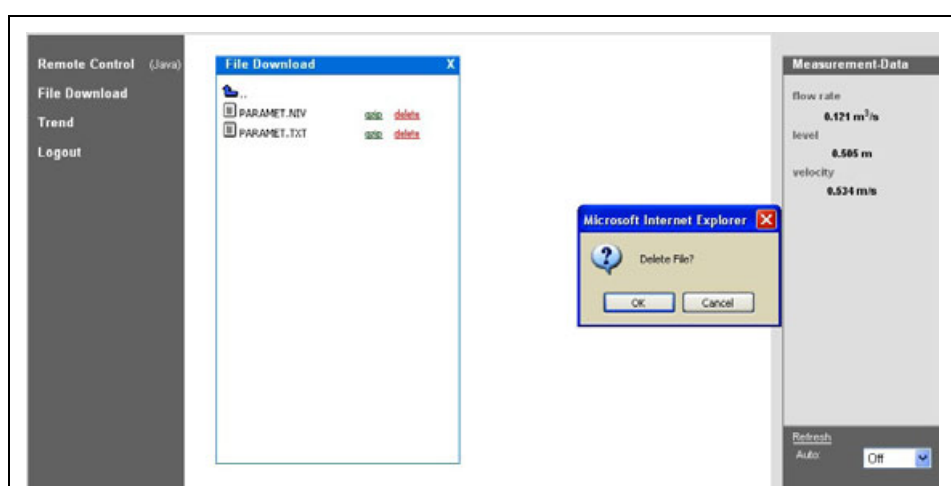 Remote Control (Java)
File Download
Trend
Logout
File Download X
..
PARAMET.NIV gzip delete
PARAMET.TXT gzip delete
Microsoft Internet Explorer
Delete File?
OK Cancel
Measurement-Data
flow rate
0.121 m³/s
level
0.505 m
velocity
0.534 m/s
Refresh
Auto: Off